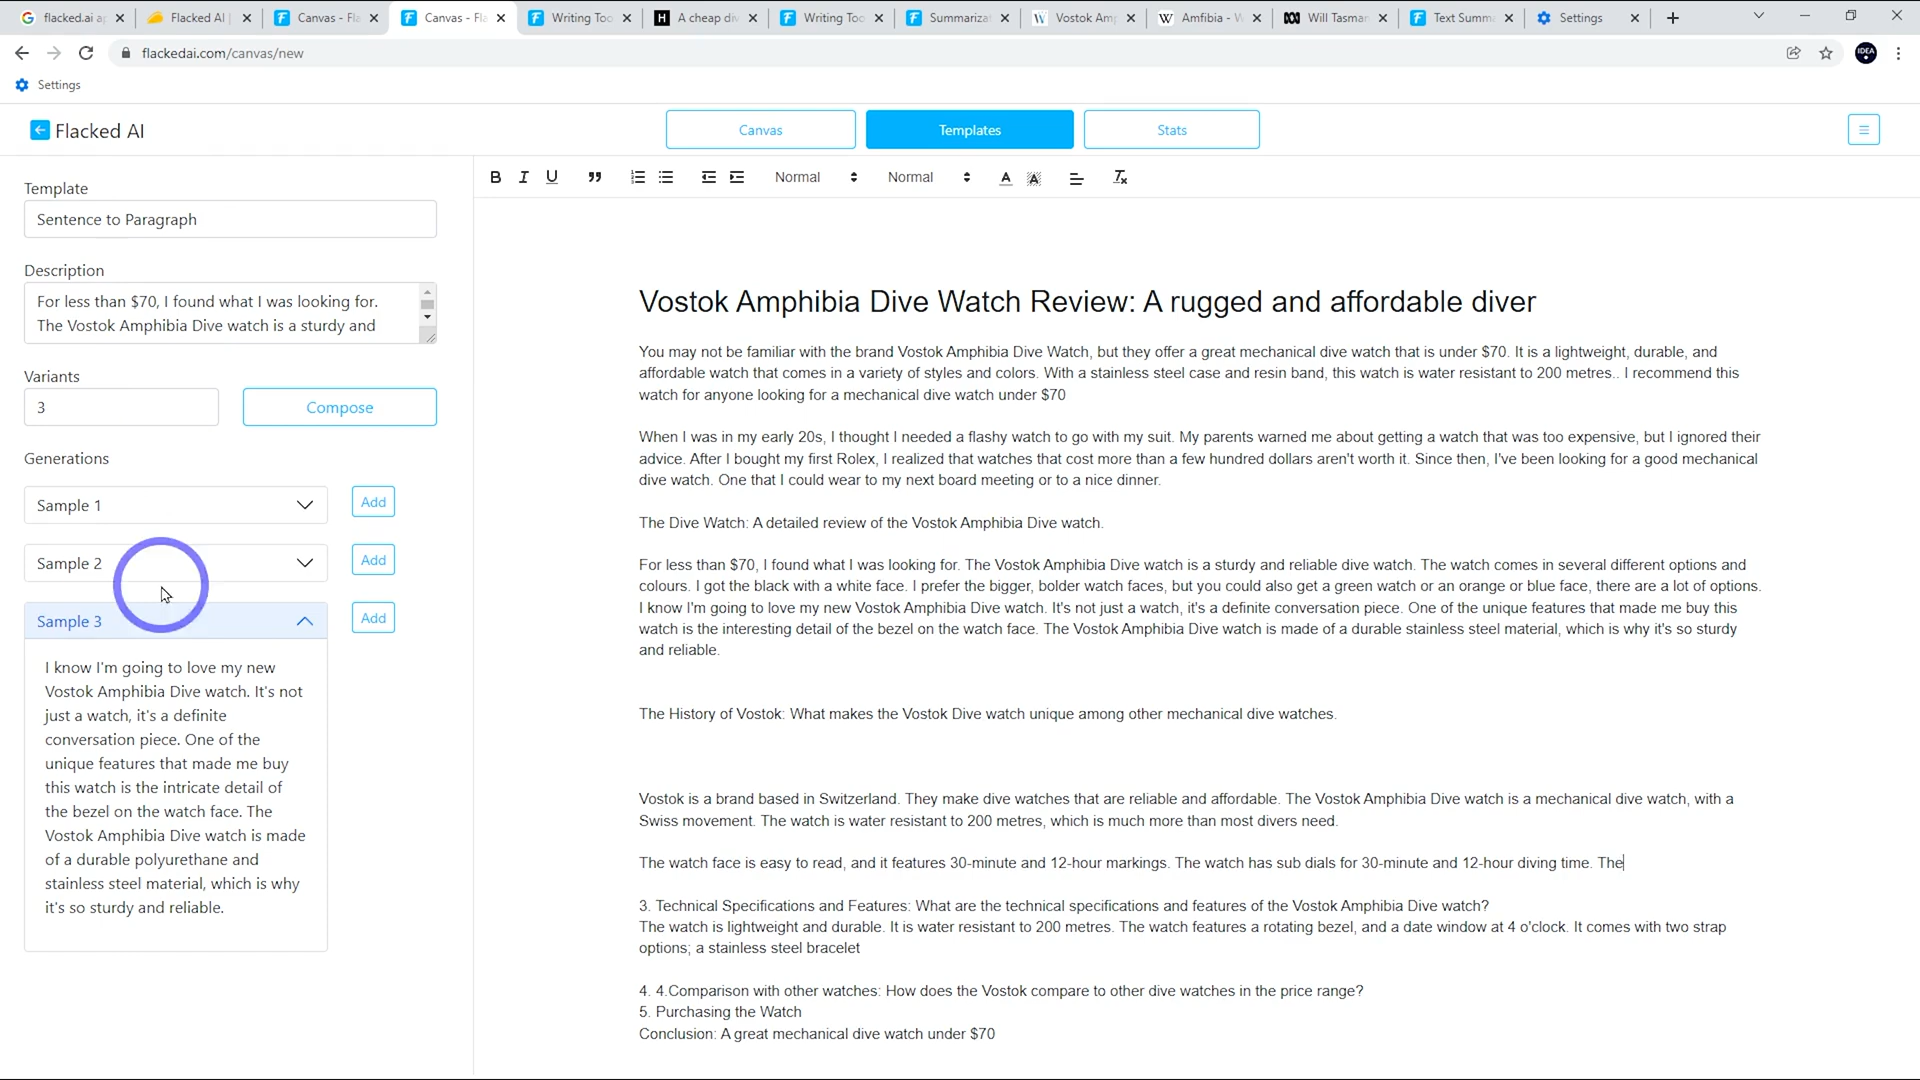 flacked.ai ap
Flacked AI |
Canvas - Fla
Canvas - Fla
Writing Too
A cheap div
Writing Too
Summarizat
Vostok Amp
Amfibia - W
Will Tasman
Text Summa
Settings
flackedai.com/canvas/new
IDEA
Settings
Flacked AI
Canvas
Templates
Stats
Template
Sentence to Paragraph
Description
For less than $70, I found what I was looking for.
The Vostok Amphibia Dive watch is a sturdy and
Variants
3
Compose
Generations
Sample 1
Add
Sample 2
Add
Sample 3
Add
I know I'm going to love my new
Vostok Amphibia Dive watch. It's not
just a watch, it's a definite
conversation piece. One of the
unique features that made me buy
this watch is the intricate detail of
the bezel on the watch face. The
Vostok Amphibia Dive watch is made
of a durable polyurethane and
stainless steel material, which is why
it's so sturdy and reliable.
B I U Normal Normal A A
Vostok Amphibia Dive Watch Review: A rugged and affordable diver
You may not be familiar with the brand Vostok Amphibia Dive Watch, but they offer a great mechanical dive watch that is under $70. It is a lightweight, durable, and
affordable watch that comes in a variety of styles and colors. With a stainless steel case and resin band, this watch is water resistant to 200 metres.. I recommend this
watch for anyone looking for a mechanical dive watch under $70
When I was in my early 20s, I thought I needed a flashy watch to go with my suit. My parents warned me about getting a watch that was too expensive, but I ignored their
advice. After I bought my first Rolex, I realized that watches that cost more than a few hundred dollars aren't worth it. Since then, I've been looking for a good mechanical
dive watch. One that I could wear to my next board meeting or to a nice dinner.
The Dive Watch: A detailed review of the Vostok Amphibia Dive watch.
For less than $70, I found what I was looking for. The Vostok Amphibia Dive watch is a sturdy and reliable dive watch. The watch comes in several different options and
colours. I got the black with a white face. I prefer the bigger, bolder watch faces, but you could also get a green watch or an orange or blue face, there are a lot of options.
I know I'm going to love my new Vostok Amphibia Dive watch. It's not just a watch, it's a definite conversation piece. One of the unique features that made me buy this
watch is the interesting detail of the bezel on the watch face. The Vostok Amphibia Dive watch is made of a durable stainless steel material, which is why it's so sturdy
and reliable.
The History of Vostok: What makes the Vostok Dive watch unique among other mechanical dive watches.
Vostok is a brand based in Switzerland. They make dive watches that are reliable and affordable. The Vostok Amphibia Dive watch is a mechanical dive watch, with a
Swiss movement. The watch is water resistant to 200 metres, which is much more than most divers need.
The watch face is easy to read, and it features 30-minute and 12-hour markings. The watch has sub dials for 30-minute and 12-hour diving time. The
3. Technical Specifications and Features: What are the technical specifications and features of the Vostok Amphibia Dive watch?
The watch is lightweight and durable. It is water resistant to 200 metres. The watch features a rotating bezel, and a date window at 4 o'clock. It comes with two strap
options; a stainless steel bracelet
4. 4.Comparison with other watches: How does the Vostok compare to other dive watches in the price range?
5. Purchasing the Watch
Conclusion: A great mechanical dive watch under $70